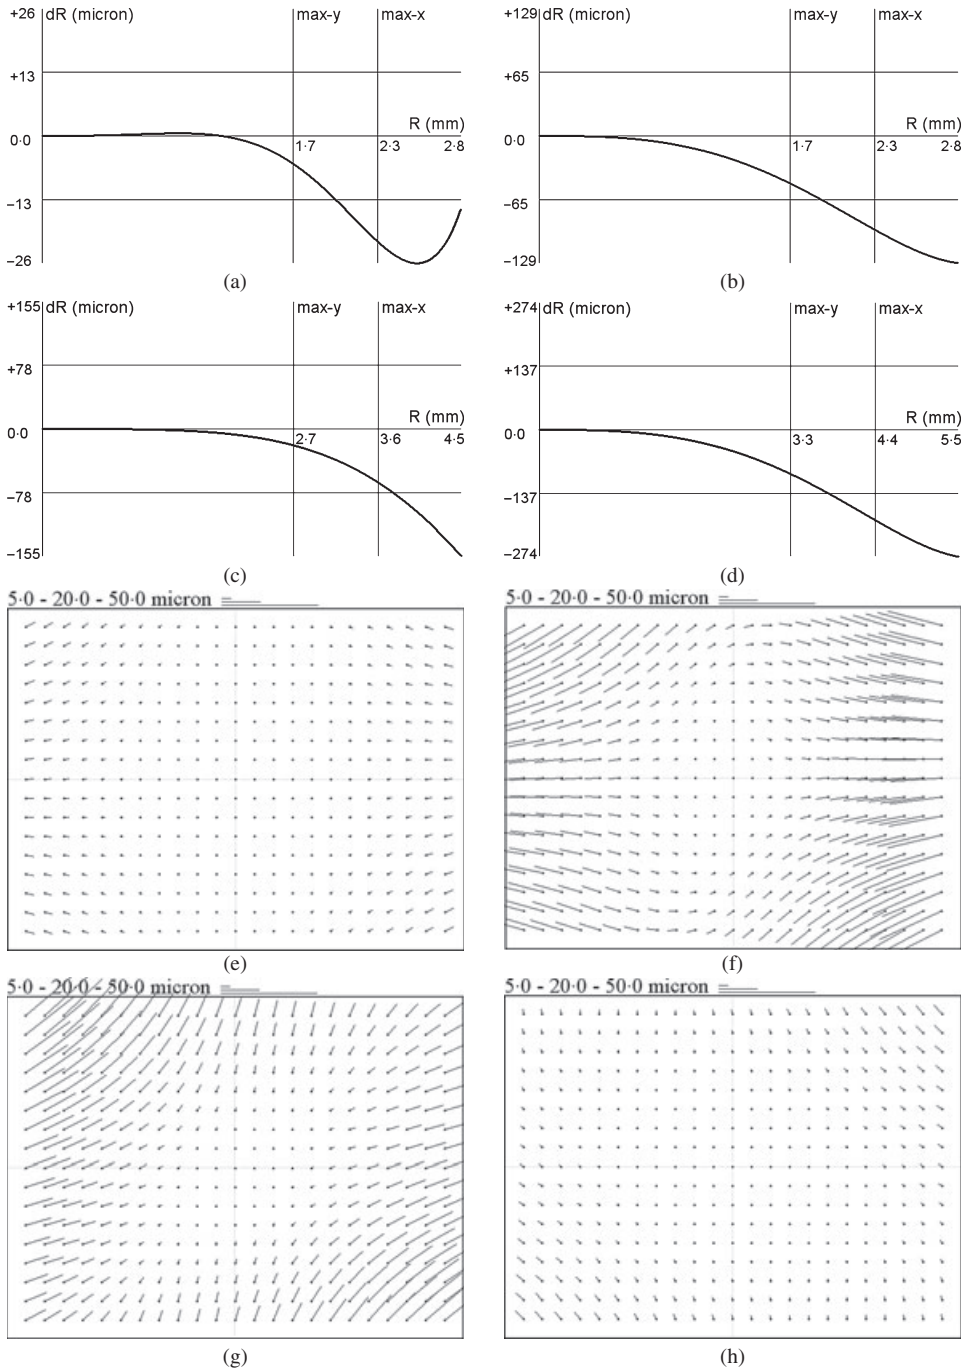 +26 dR (micron) max-y max-x
+13
R (mm)
0·0 1·7 2·3 2·8
−13
−26
(a)
+129 dR (micron) max-y max-x
+65
R (mm)
0·0 1·7 2·3 2·8
−65
−129
(b)
+155 dR (micron) max-y max-x
+78
R (mm)
0·0 2·7 3·6 4·5
−78
−155
(c)
+274 dR (micron) max-y max-x
+137
R (mm)
0·0 3·3 4·4 5·5
−137
−274
(d)
5·0 - 20·0 - 50·0 micron
(e)
5·0 - 20·0 - 50·0 micron
(f)
5·0 - 20·0 - 50·0 micron
(g)
5·0 - 20·0 - 50·0 micron
(h)